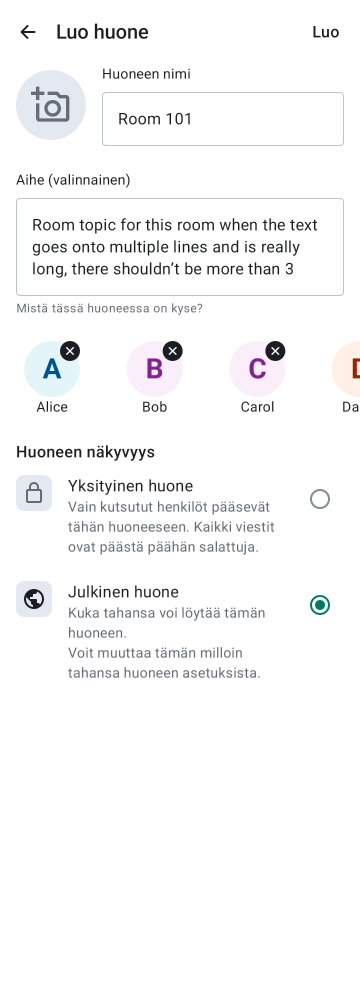 Luo huone
Luo
Huoneen nimi
Room 101
Aihe (valinnainen)
Room topic for this room when the text
goes onto multiple lines and is really
long, there shouldn't be more than 3
Mistä tässä huoneessa on kyse?
A
B
C
D
Alice
Bob
Carol
Da
Huoneen näkyvyys
Yksityinen huone
Vain kutsutut henkilöt pääsevät
tähän huoneeseen. Kaikki viestit
ovat päästä päähän salattuja.
Julkinen huone
Kuka tahansa voi löytää tämän
huoneen.
Voit muuttaa tämän milloin
tahansa huoneen asetuksista.